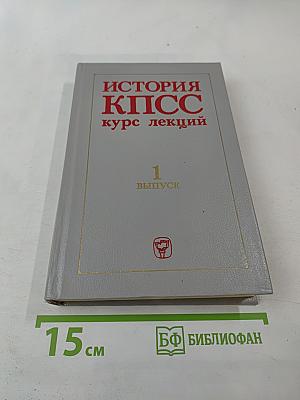 ИСТОРИЯ
КПСС
курс лекций
1
ВЫПУСК
15 см
БФ БИБЛИОФАН